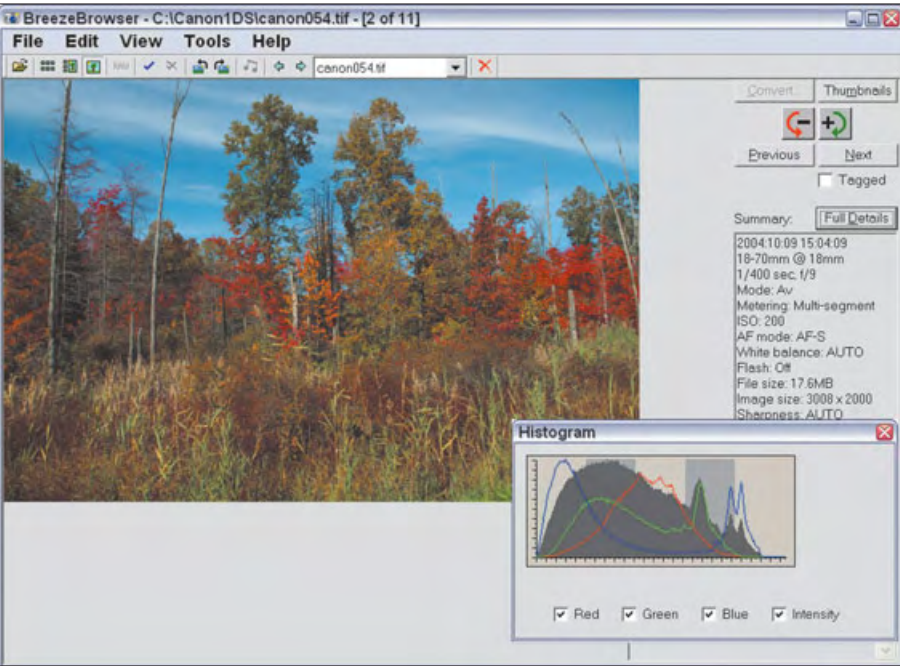 BreezeBrowser - C:\Canon1DS\canon054.tif - [2 of 11]
File Edit View Tools Help
RAW canon054.tif
Convert... Thumbnails
Previous Next
Tagged
Summary: Full Details
2004:10:09 15:04:09
18-70mm @ 18mm
1/400 sec, f/9
Mode: Av
Metering: Multi-segment
ISO: 200
AF mode: AF-S
White balance: AUTO
Flash: Off
File size: 17.6MB
Image size: 3008 x 2000
Sharpness: AUTO
Histogram
Red Green Blue Intensity